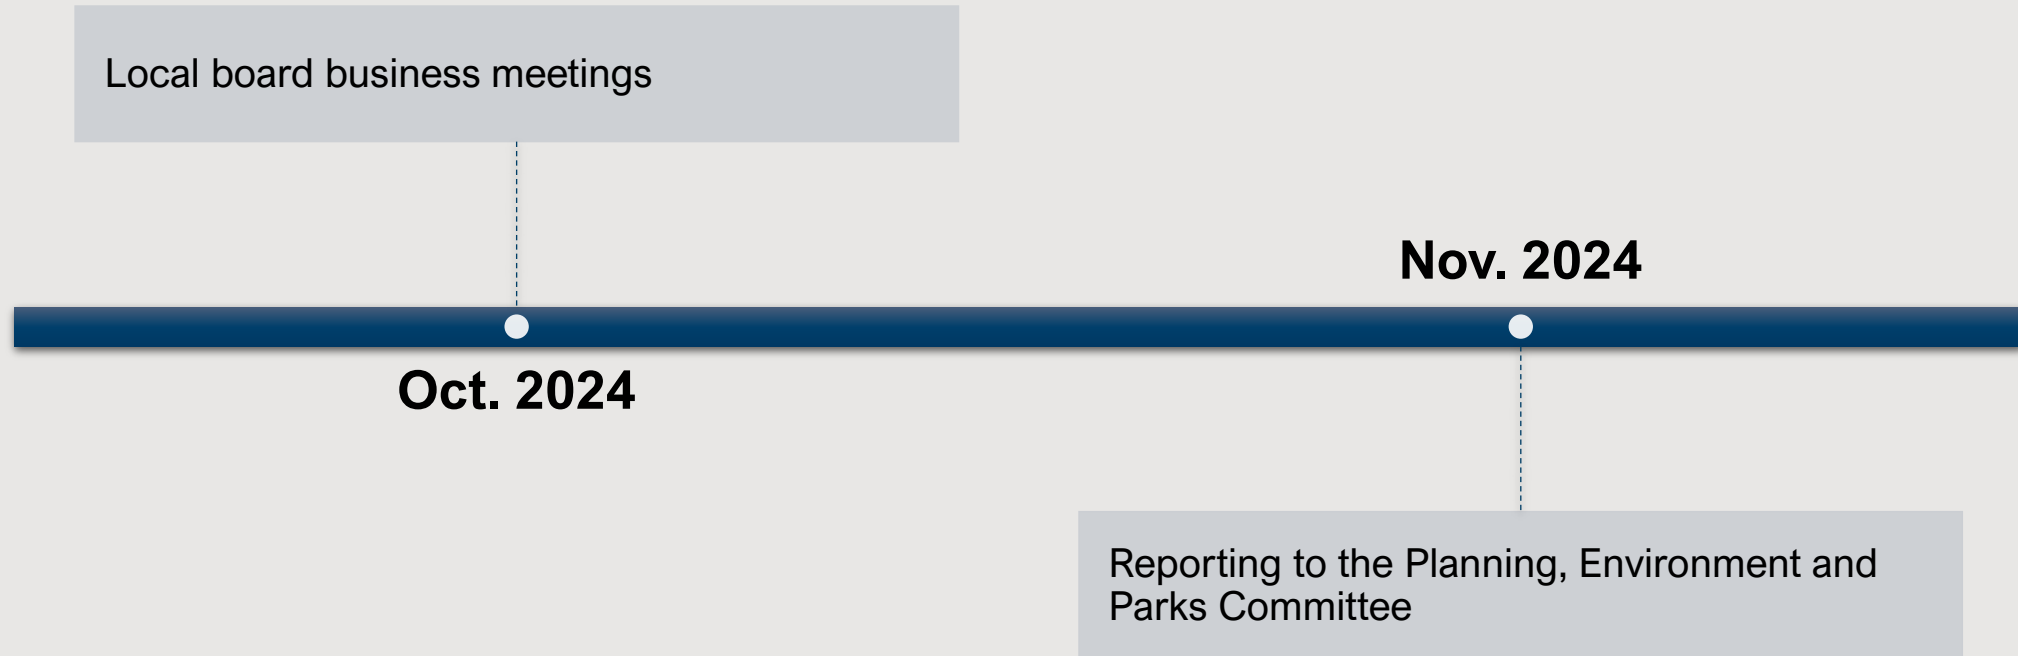 Local board business meetings
Oct. 2024
Nov. 2024
Reporting to the Planning, Environment and
Parks Committee